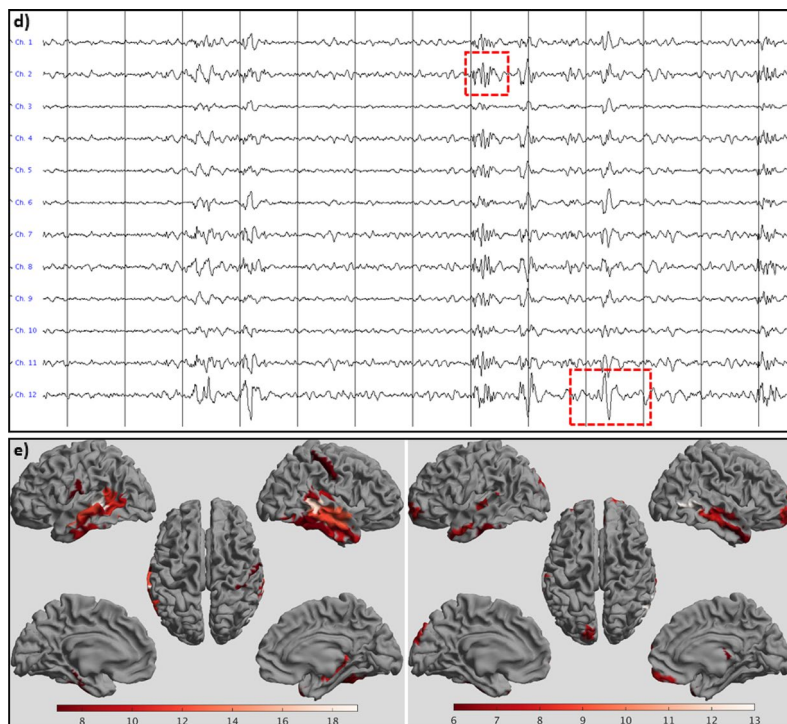 d)
Ch. 1
Ch. 2
Ch. 3
Ch. 4
Ch. 5
Ch. 6
Ch. 7
Ch. 8
Ch. 9
Ch. 10
Ch. 11
Ch. 12
e)
8 10 12 14 16 18
6 7 8 9 10 11 12 13